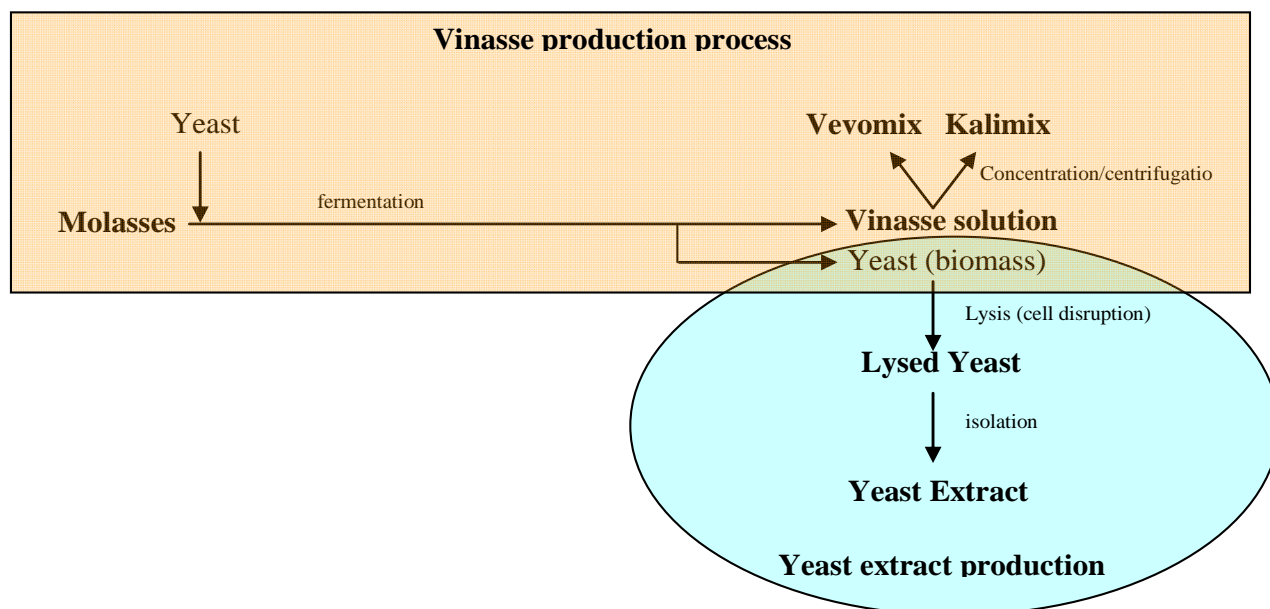 Vinasse production process
Yeast
Vevomix Kalimix
Concentration/centrifugatio
fermentation
Molasses
Vinasse solution
Yeast (biomass)
Lysis (cell disruption)
Lysed Yeast
isolation
Yeast Extract
Yeast extract production